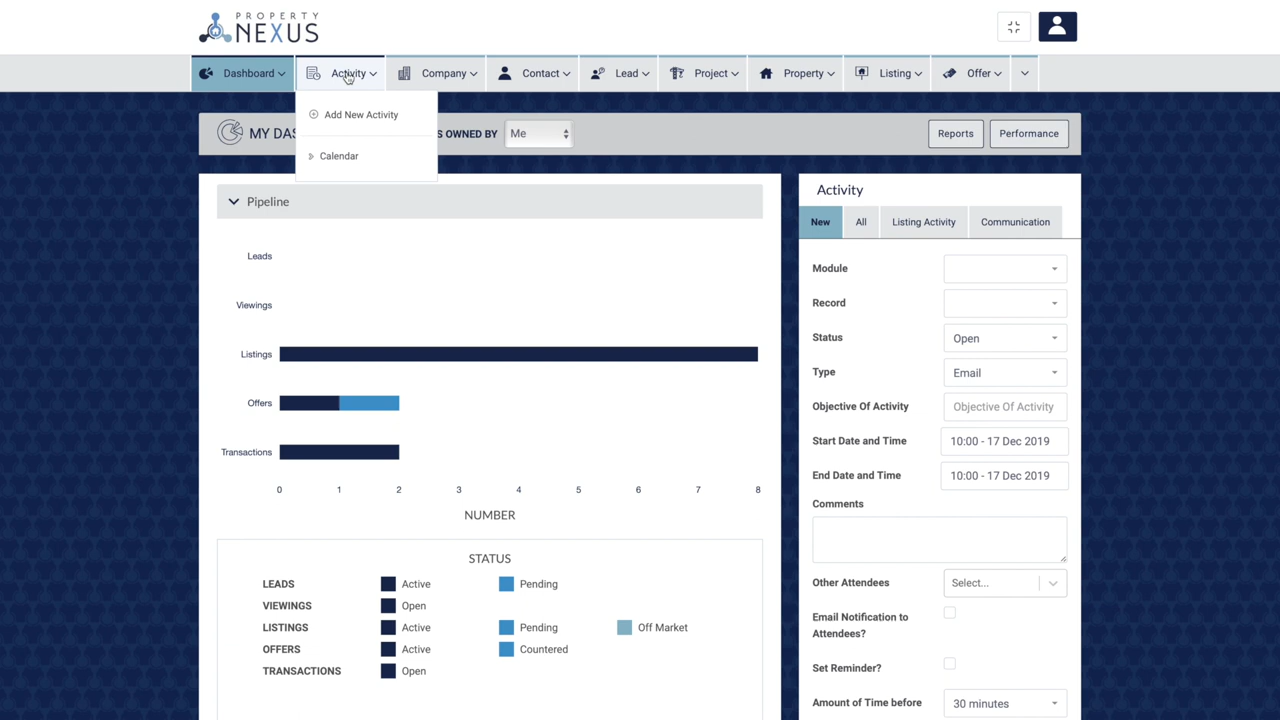 PROPERTY
NEXUS
Dashboard
Activity
Company
Contact
Lead
Project
Property
Listing
Offer
Add New Activity
Calendar
MY DAS
S OWNED BY
Me
Reports
Performance
Pipeline
Leads
Viewings
Listings
Offers
Transactions
0 1 2 3 4 5 6 7 8
NUMBER
STATUS
LEADS Active Pending
VIEWINGS Open
LISTINGS Active Pending Off Market
OFFERS Active Countered
TRANSACTIONS Open
Activity
New All Listing Activity Communication
Module
Record
Status Open
Type Email
Objective Of Activity Objective Of Activity
Start Date and Time 10:00 - 17 Dec 2019
End Date and Time 10:00 - 17 Dec 2019
Comments
Other Attendees Select...
Email Notification to
Attendees?
Set Reminder?
Amount of Time before 30 minutes